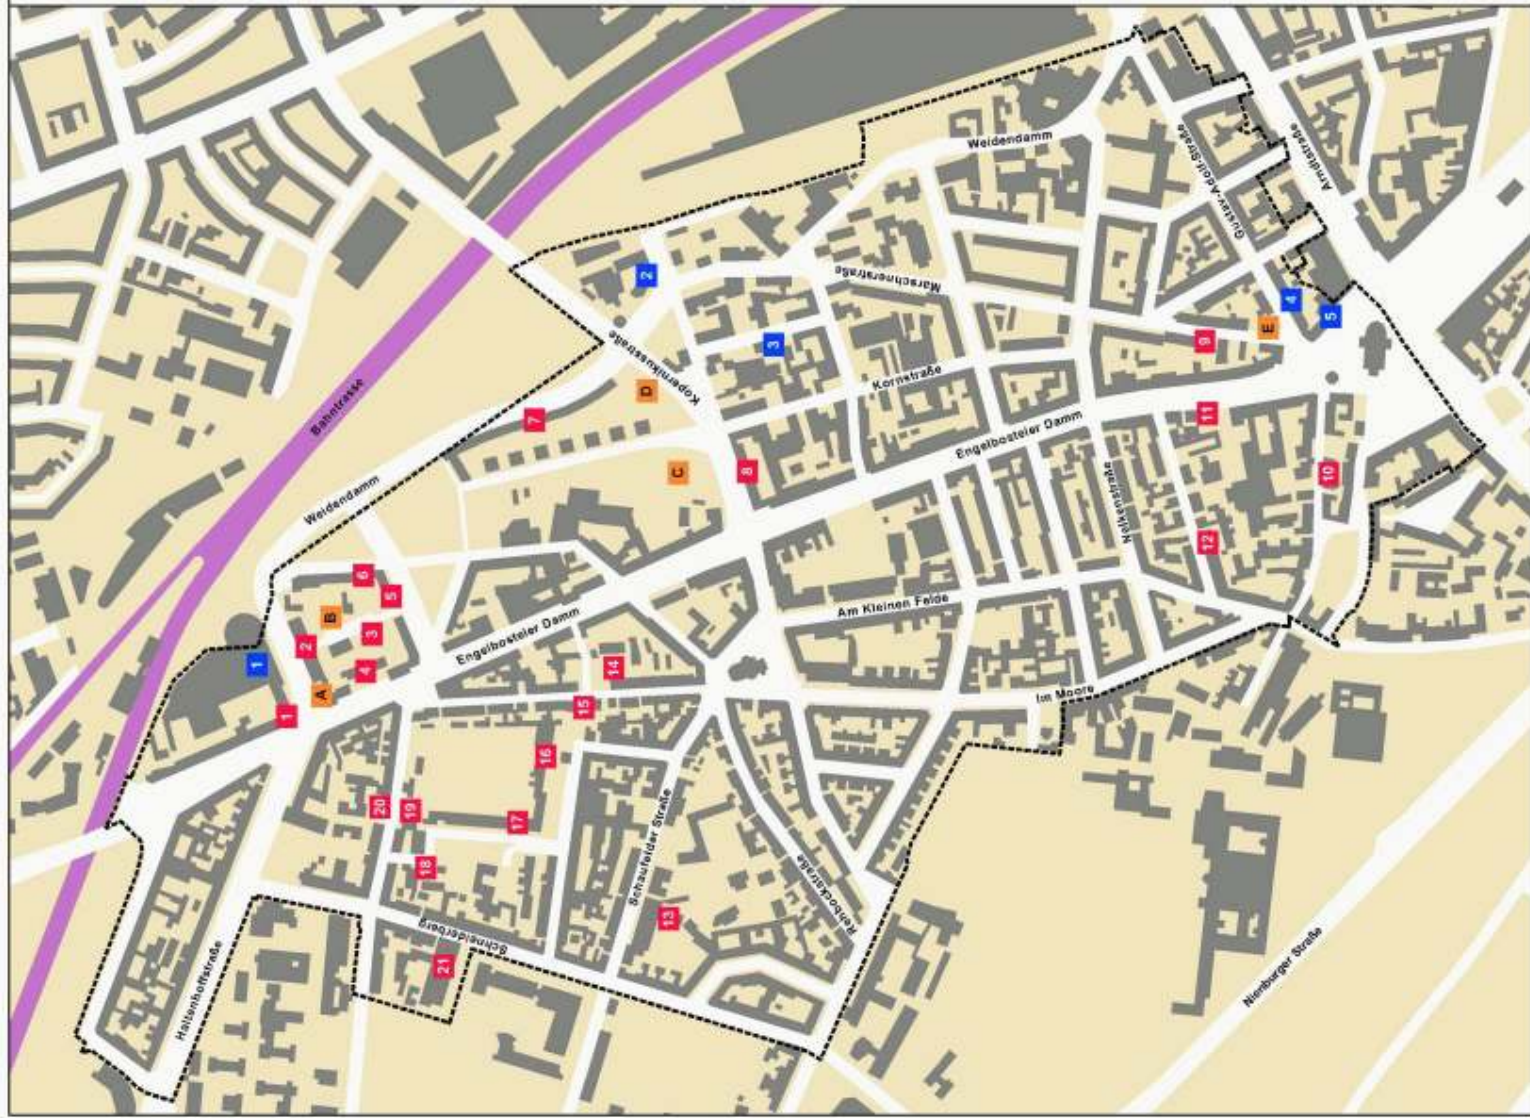 Bahntrasse
Weidendamm
Weidendamm
Kopernikusstraße
Gustav-Adolf-Straße
Arndtstraße
Marschnerstraße
Kornstraße
Engelbosteler Damm
Engelbosteler Damm
Nelkenstraße
Am Kleinen Felde
Im Moore
Schaufelder Straße
Rehbockstraße
Schneiderberg
Haltenhoffstraße
Nienburger Straße
1
2
3
4
5
A
B
C
D
E
1
2
3
4
5
6
7
8
9
10
11
12
13
14
15
16
17
18
19
20
21